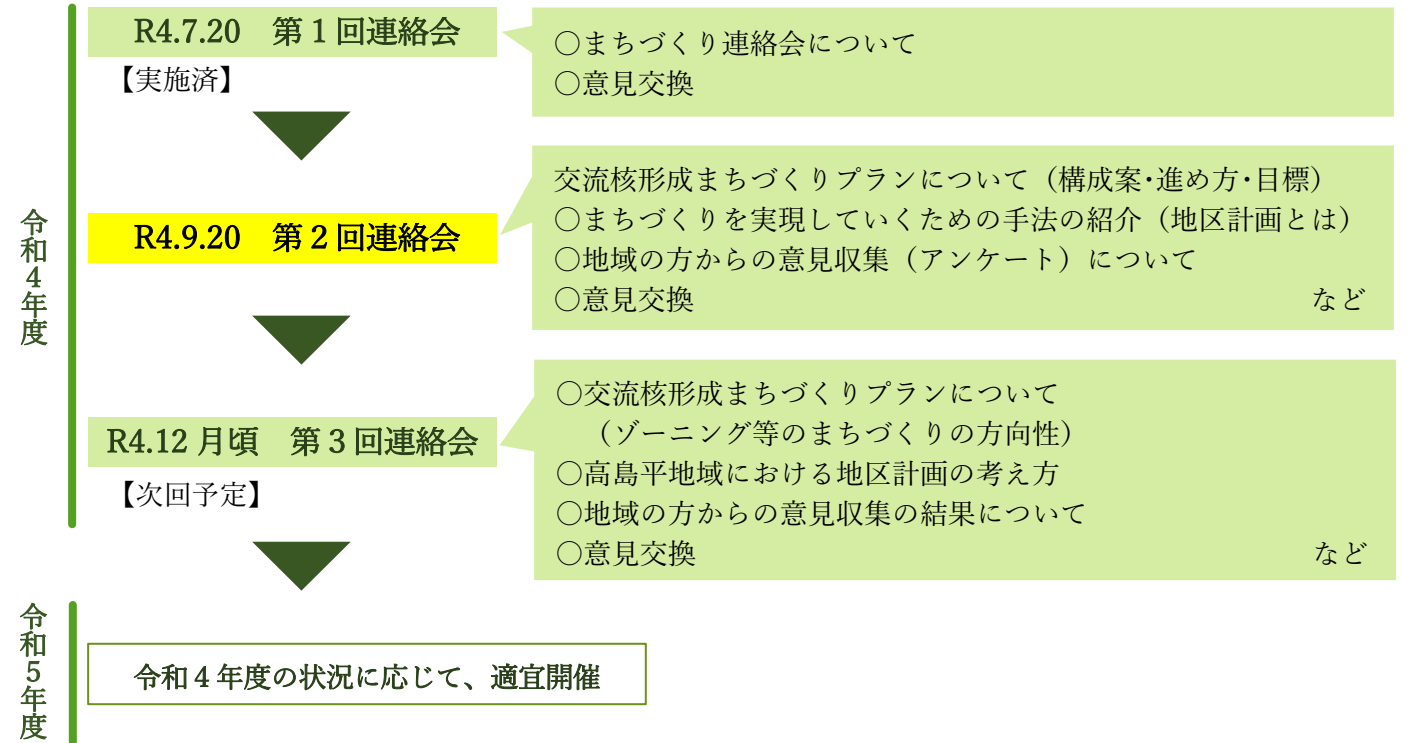 令和４年度
R4.7.20　第１回連絡会
【実施済】
〇まちづくり連絡会について
〇意見交換
R4.9.20　第２回連絡会
交流核形成まちづくりプランについて（構成案･進め方･目標）
〇まちづくりを実現していくための手法の紹介（地区計画とは）
〇地域の方からの意見収集（アンケート）について
〇意見交換　など
R4.12 月頃　第３回連絡会
【次回予定】
〇交流核形成まちづくりプランについて
（ゾーニング等のまちづくりの方向性）
〇高島平地域における地区計画の考え方
〇地域の方からの意見収集の結果について
〇意見交換　など
令和５年度
令和４年度の状況に応じて、適宜開催